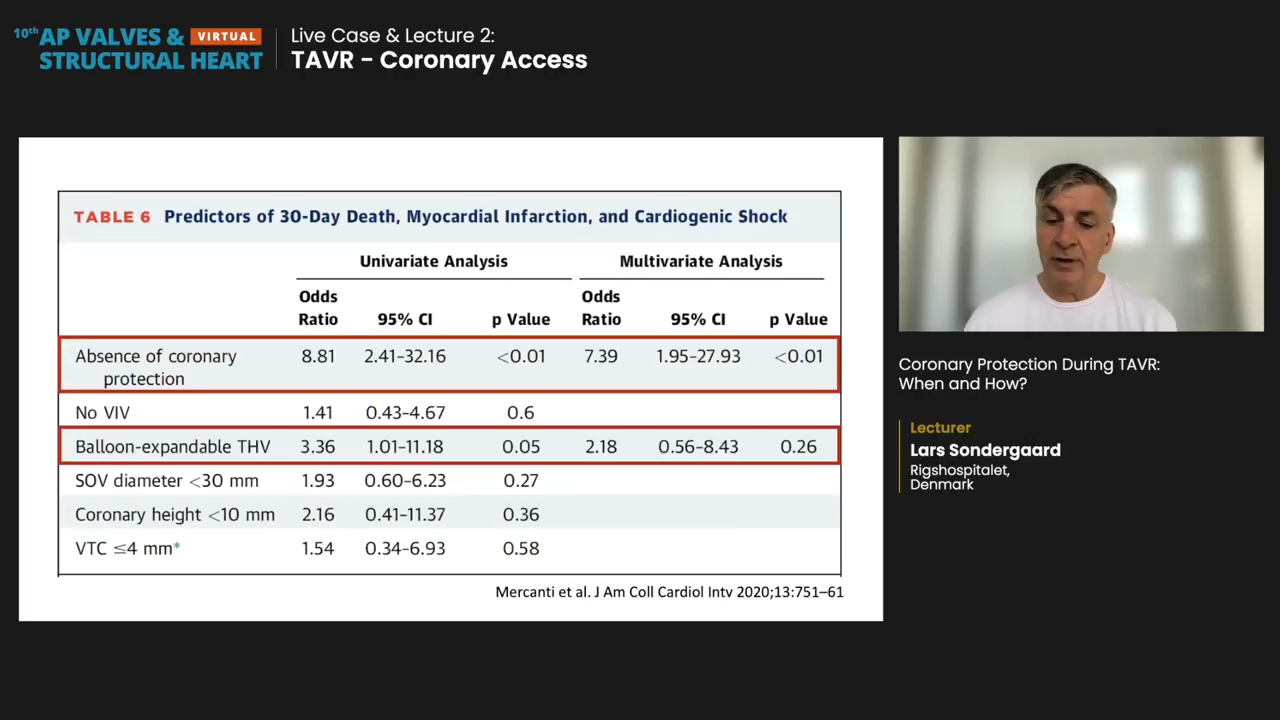 10th AP VALVES & VIRTUAL
STRUCTURAL HEART
Live Case & Lecture 2:
TAVR – Coronary Access
TABLE 6 Predictors of 30-Day Death, Myocardial Infarction, and Cardiogenic Shock
Univariate Analysis Multivariate Analysis
Odds Ratio 95% CI p Value Odds Ratio 95% CI p Value
Absence of coronary protection 8.81 2.41–32.16 <0.01 7.39 1.95–27.93 <0.01
No VIV 1.41 0.43–4.67 0.6
Balloon-expandable THV 3.36 1.01–11.18 0.05 2.18 0.56–8.43 0.26
SOV diameter <30 mm 1.93 0.60–6.23 0.27
Coronary height <10 mm 2.16 0.41–11.37 0.36
VTC ≤4 mm* 1.54 0.34–6.93 0.58
Mercanti et al. J Am Coll Cardiol Intv 2020;13:751–61
Coronary Protection During TAVR:
When and How?
Lecturer
Lars Sondergaard
Rigshospitalet,
Denmark